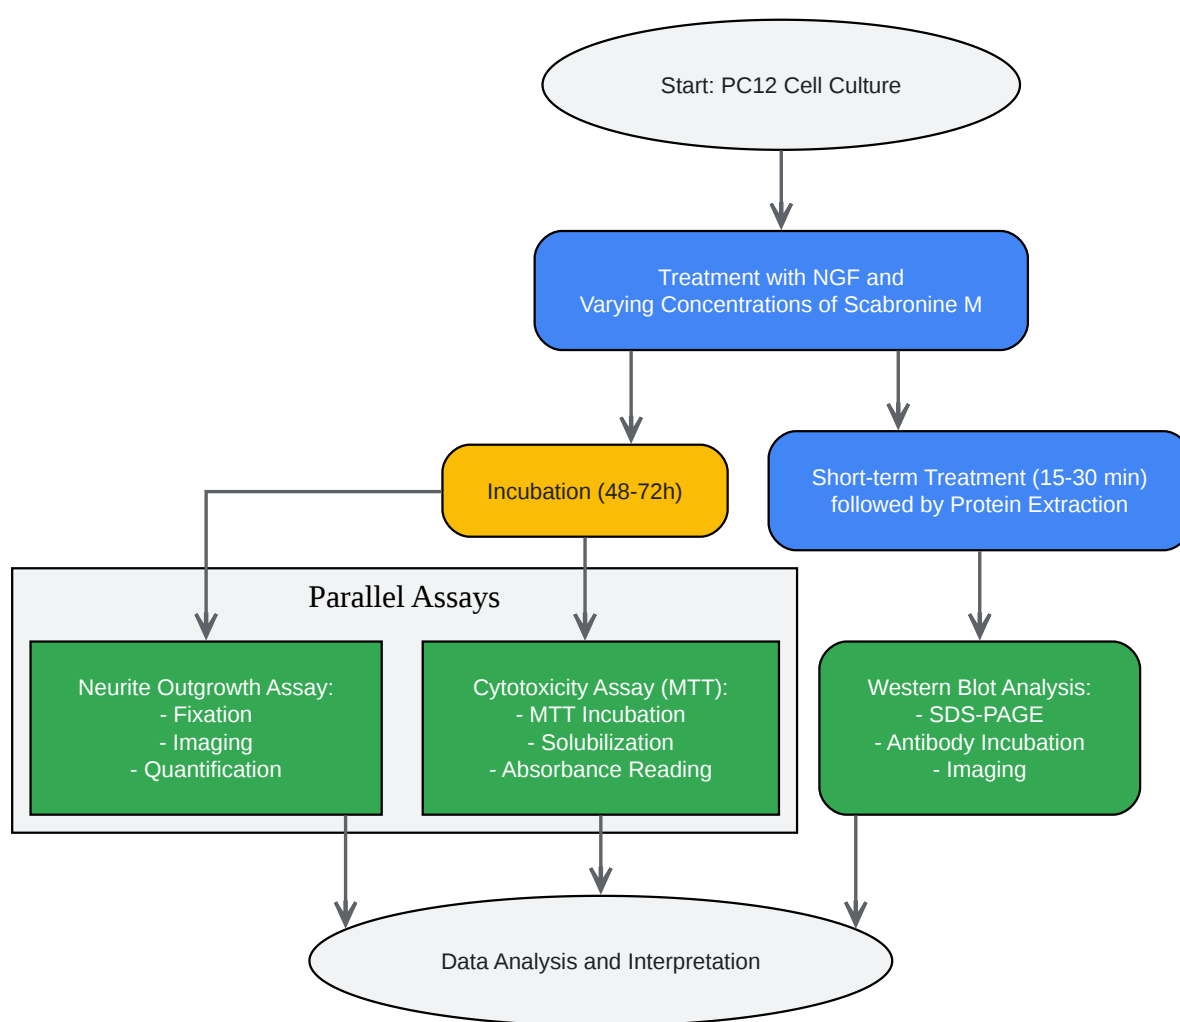 Start: PC12 Cell Culture
Treatment with NGF and
Varying Concentrations of Scabronine M
Incubation (48-72h)
Short-term Treatment (15-30 min)
followed by Protein Extraction
Parallel Assays
Neurite Outgrowth Assay:
- Fixation
- Imaging
- Quantification
Cytotoxicity Assay (MTT):
- MTT Incubation
- Solubilization
- Absorbance Reading
Western Blot Analysis:
- SDS-PAGE
- Antibody Incubation
- Imaging
Data Analysis and Interpretation